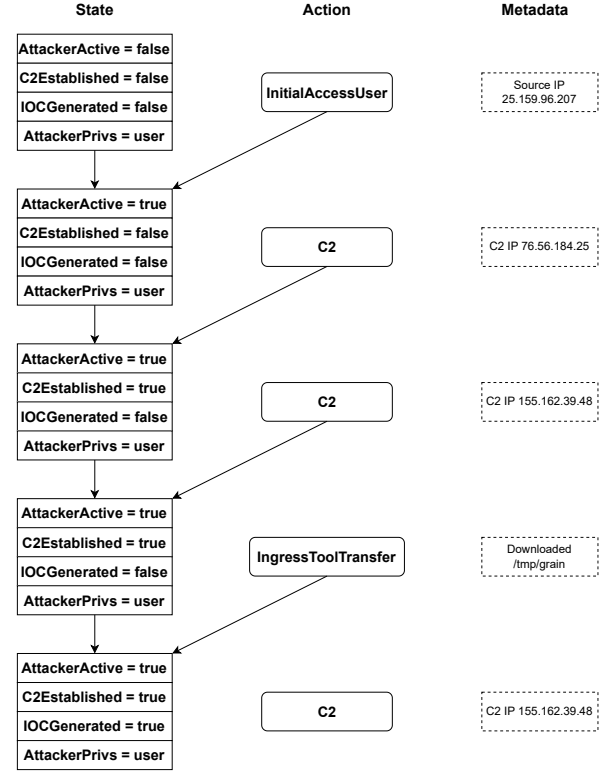 State
Action
Metadata
AttackerActive = false
C2Established = false
IOCGenerated = false
AttackerPrivs = user
InitialAccessUser
Source IP
25.159.96.207
AttackerActive = true
C2Established = false
IOCGenerated = false
AttackerPrivs = user
C2
C2 IP 76.56.184.25
AttackerActive = true
C2Established = true
IOCGenerated = false
AttackerPrivs = user
C2
C2 IP 155.162.39.48
AttackerActive = true
C2Established = true
IOCGenerated = false
AttackerPrivs = user
IngressToolTransfer
Downloaded
/tmp/grain
AttackerActive = true
C2Established = true
IOCGenerated = true
AttackerPrivs = user
C2
C2 IP 155.162.39.48